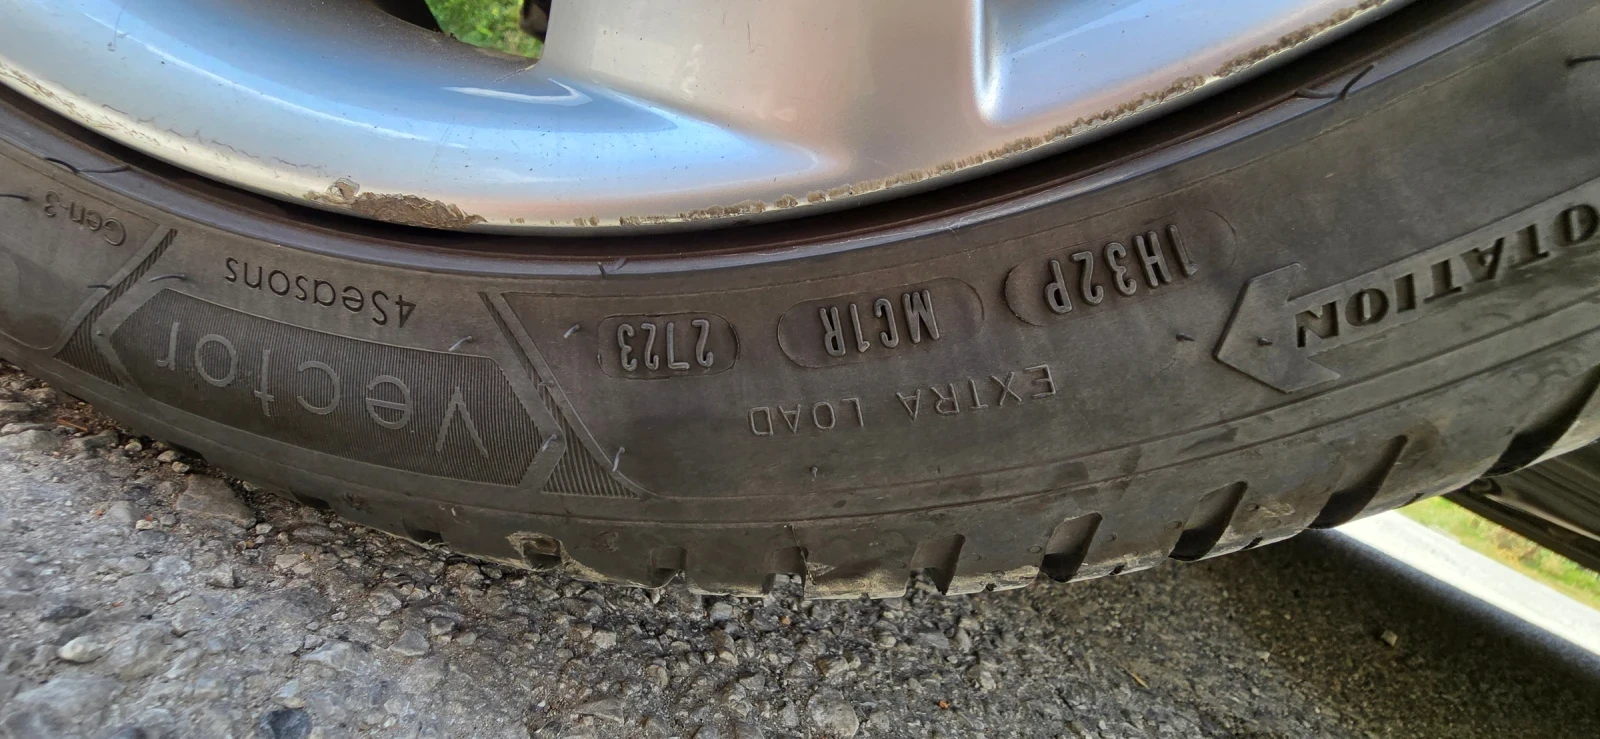 OTATION
1H32P MC1R 2723
EXTRA LOAD
Vector
4Seasons
Gen-3